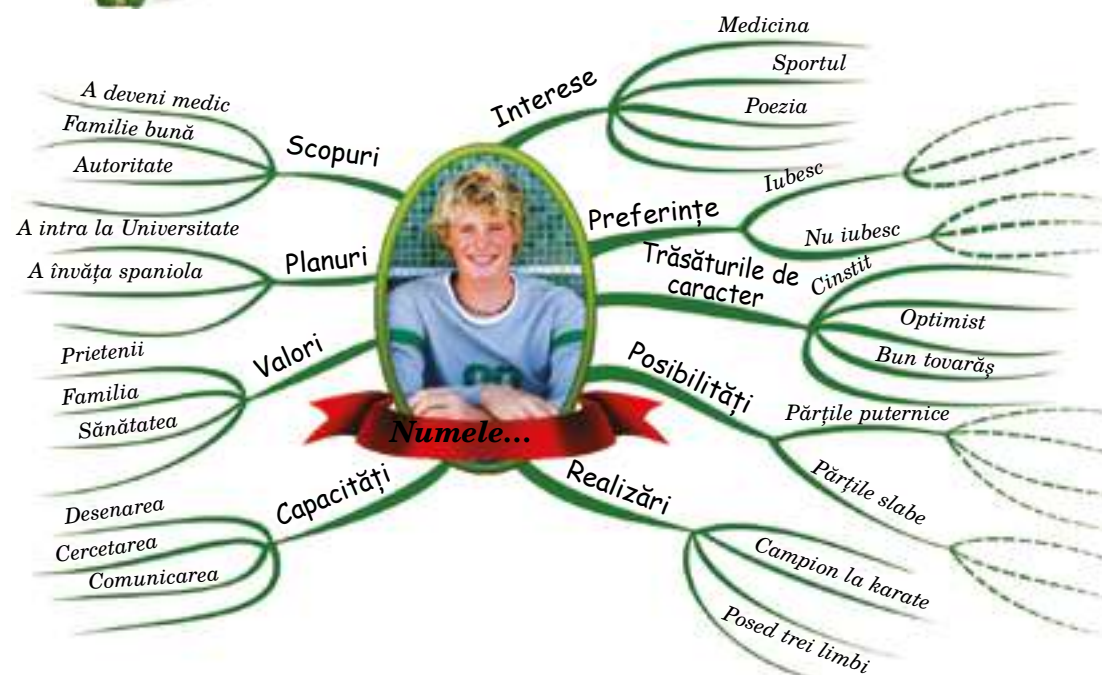 Interese
Medicina
Sportul
Poezia
Preferințe
Iubesc
Nu iubesc
Trăsăturile de
caracter
Cinstit
Optimist
Bun tovarăș
Posibilități
Părțile puternice
Părțile slabe
Realizări
Campion la karate
Posed trei limbi
Scopuri
A deveni medic
Familie bună
Autoritate
Planuri
A intra la Universitate
A învăța spaniola
Valori
Prietenii
Familia
Sănătatea
Capacități
Desenarea
Cercetarea
Comunicarea
Numele...